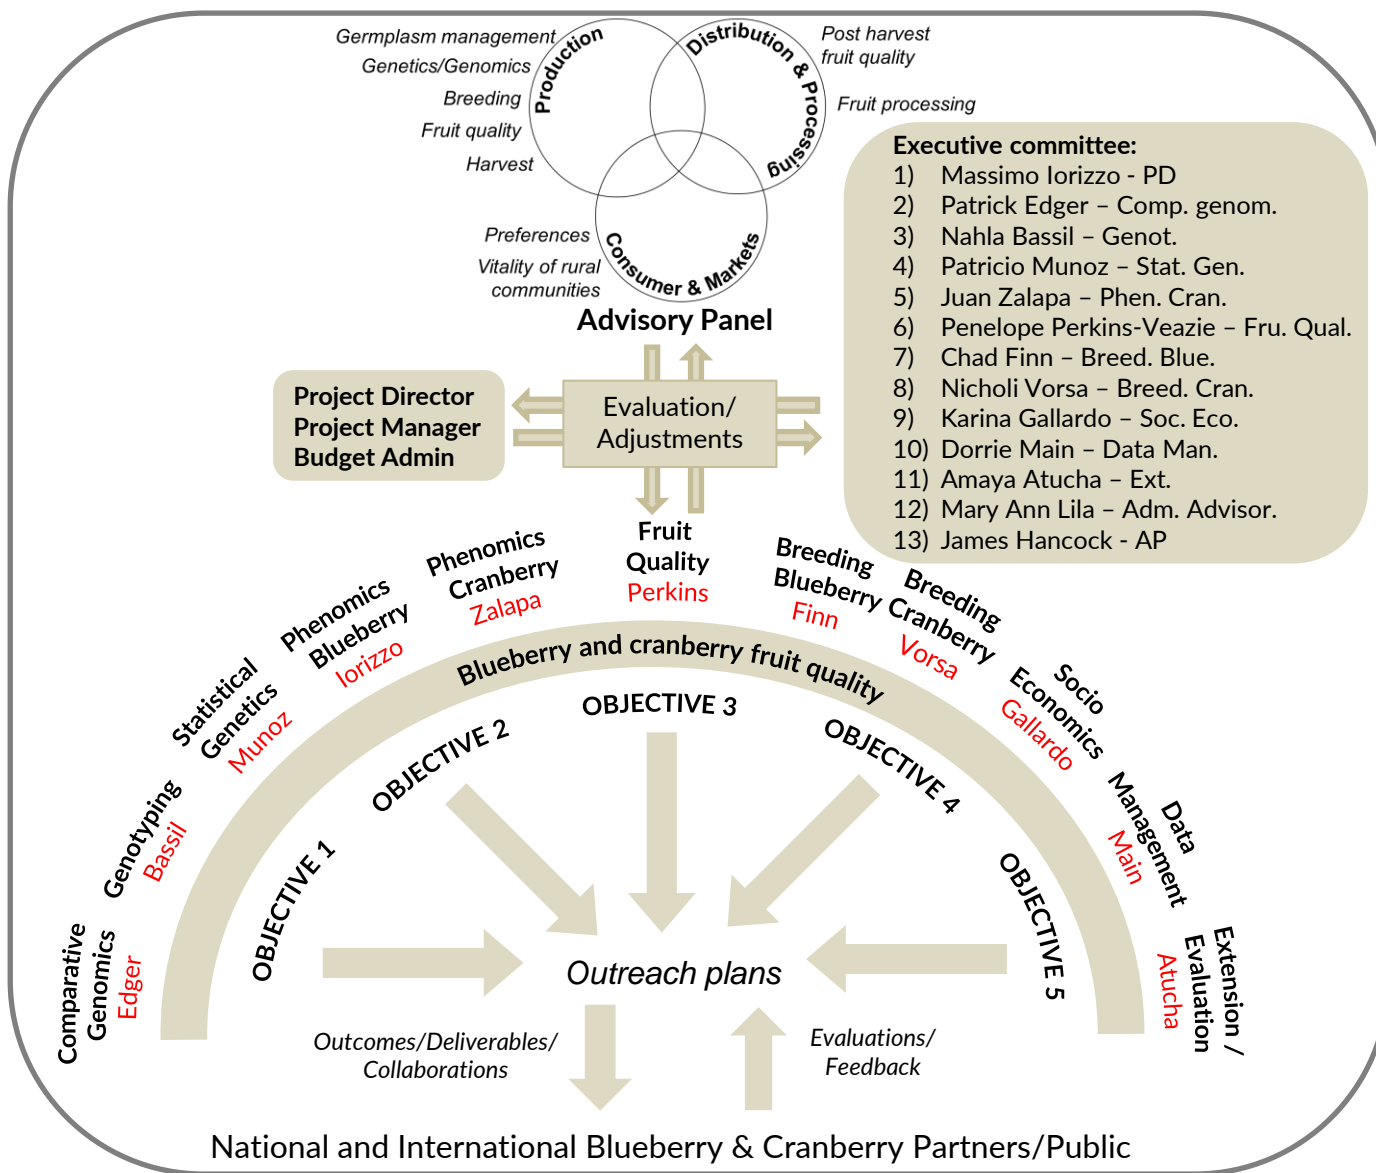 Germplasm management
Genetics/Genomics
Breeding
Fruit quality
Harvest
Production
Distribution & Processing
Post harvest
fruit quality
Fruit processing
Preferences
Vitality of rural
communities
Consumer & Markets
Advisory Panel
Executive committee:
1) Massimo Iorizzo - PD
2) Patrick Edger – Comp. genom.
3) Nahla Bassil – Genot.
4) Patricio Munoz – Stat. Gen.
5) Juan Zalapa – Phen. Cran.
6) Penelope Perkins-Veazie – Fru. Qual.
7) Chad Finn – Breed. Blue.
8) Nicholi Vorsa – Breed. Cran.
9) Karina Gallardo – Soc. Eco.
10) Dorrie Main – Data Man.
11) Amaya Atucha – Ext.
12) Mary Ann Lila – Adm. Advisor.
13) James Hancock - AP
Project Director
Project Manager
Budget Admin
Evaluation/
Adjustments
Comparative
Genomics
Edger
Genotyping
Bassil
Statistical
Genetics
Munoz
Phenomics
Blueberry
Iorizzo
Phenomics
Cranberry
Zalapa
Fruit
Quality
Perkins
Breeding
Blueberry
Finn
Breeding
Cranberry
Vorsa
Socio
Economics
Gallardo
Data
Management
Main
Extension /
Evaluation
Atucha
Blueberry and cranberry fruit quality
OBJECTIVE 1
OBJECTIVE 2
OBJECTIVE 3
OBJECTIVE 4
OBJECTIVE 5
Outreach plans
Outcomes/Deliverables/
Collaborations
Evaluations/
Feedback
National and International Blueberry & Cranberry Partners/Public